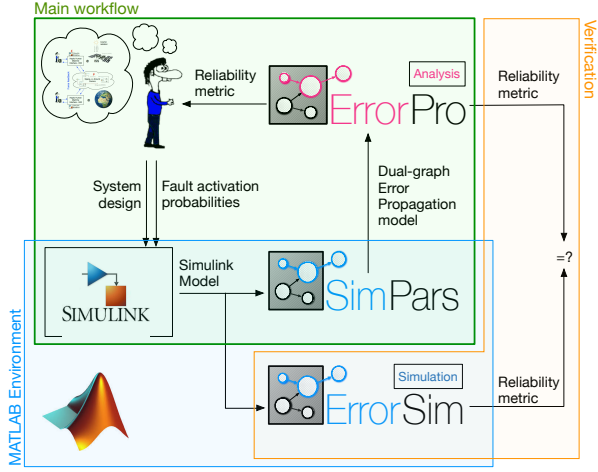 Main workflow
Verification
Reliability
metric
Analysis
ErrorPro
Reliability
metric
System
design
Fault activation
probabilities
Dual-graph
Error
Propagation
model
=?
MATLAB Environment
SIMULINK
Simulink
Model
SimPars
Simulation
ErrorSim
Reliability
metric